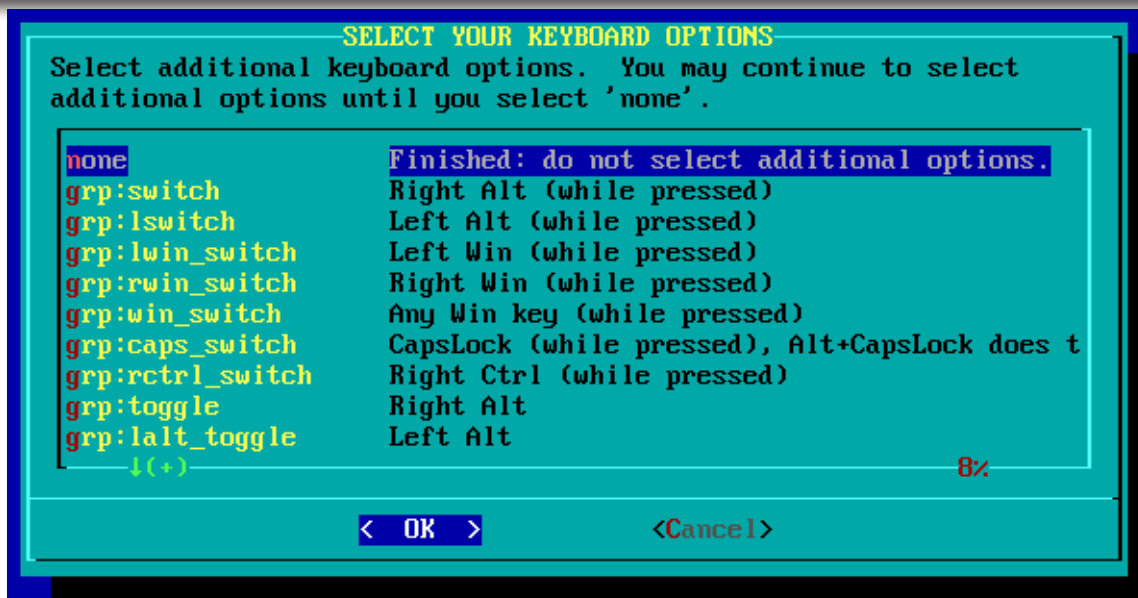 SELECT YOUR KEYBOARD OPTIONS
Select additional keyboard options.  You may continue to select
additional options until you select 'none'.
none Finished: do not select additional options.
grp:switch Right Alt (while pressed)
grp:lswitch Left Alt (while pressed)
grp:lwin_switch Left Win (while pressed)
grp:rwin_switch Right Win (while pressed)
grp:win_switch Any Win key (while pressed)
grp:caps_switch CapsLock (while pressed), Alt+CapsLock does t
grp:rctrl_switch Right Ctrl (while pressed)
grp:toggle Right Alt
grp:lalt_toggle Left Alt
↓(+) 8%
< OK > <Cancel>